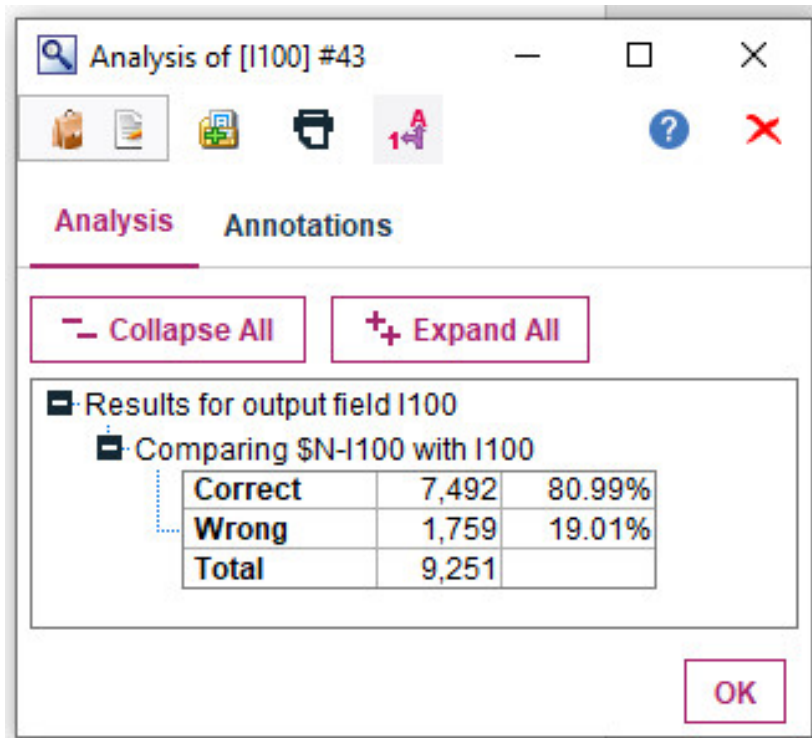 Analysis of [I100] #43
Analysis Annotations
Collapse All Expand All
Results for output field I100
Comparing $N-I100 with I100
Correct 7,492 80.99%
Wrong 1,759 19.01%
Total 9,251
OK